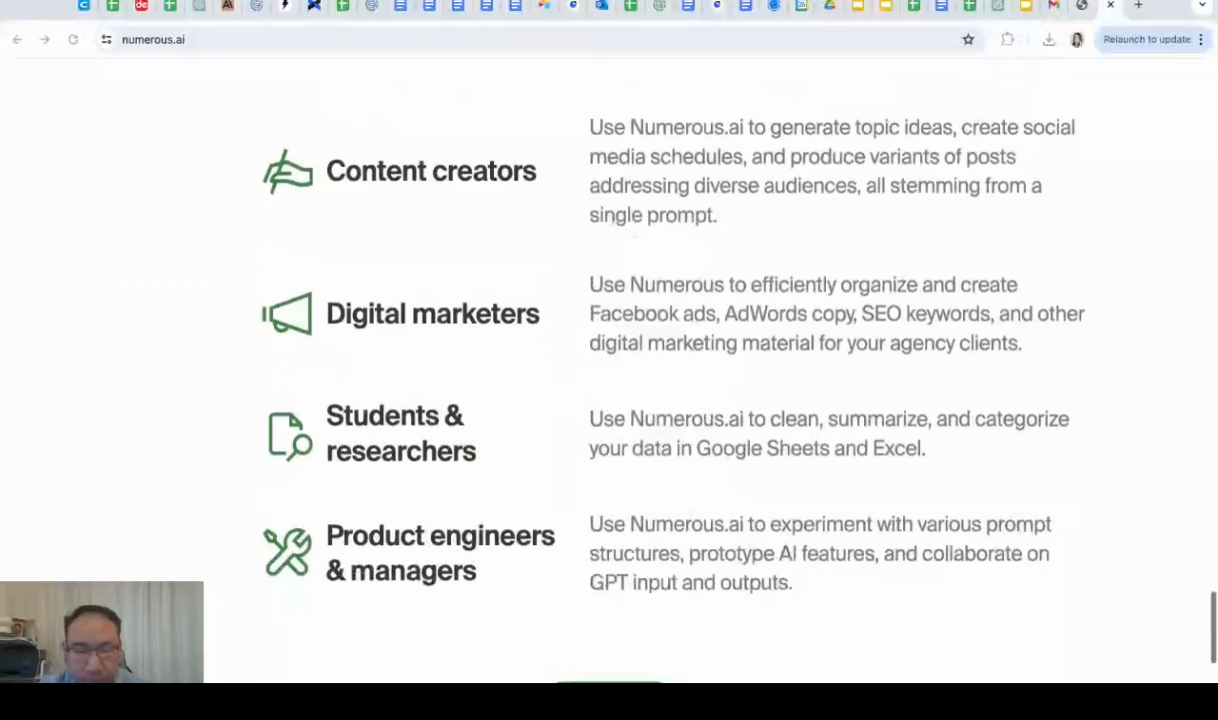 numerous.ai
Relaunch to update
Content creators
Use Numerous.ai to generate topic ideas, create social
media schedules, and produce variants of posts
addressing diverse audiences, all stemming from a
single prompt.
Digital marketers
Use Numerous to efficiently organize and create
Facebook ads, AdWords copy, SEO keywords, and other
digital marketing material for your agency clients.
Students &
researchers
Use Numerous.ai to clean, summarize, and categorize
your data in Google Sheets and Excel.
Product engineers
& managers
Use Numerous.ai to experiment with various prompt
structures, prototype AI features, and collaborate on
GPT input and outputs.